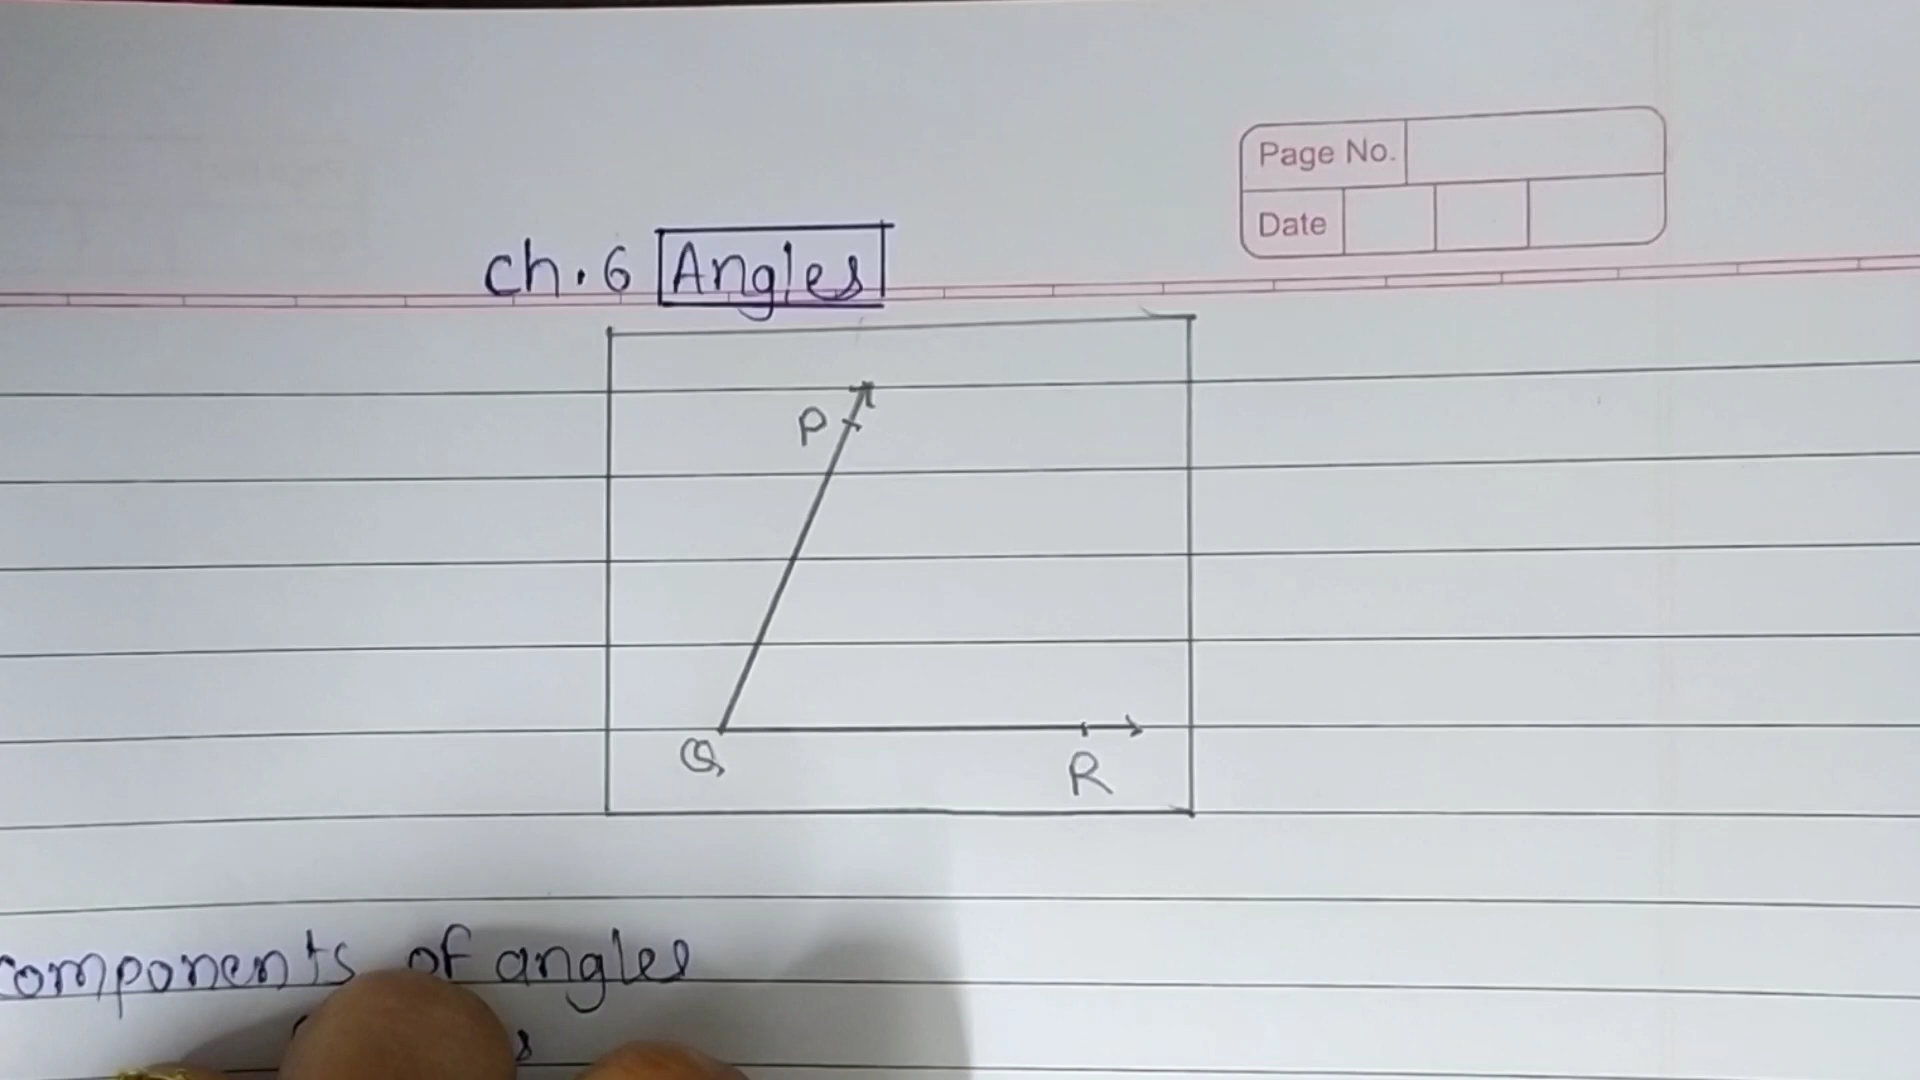 Page No.
Date
Ch. 6 Angles
P
Q
R
components of angles